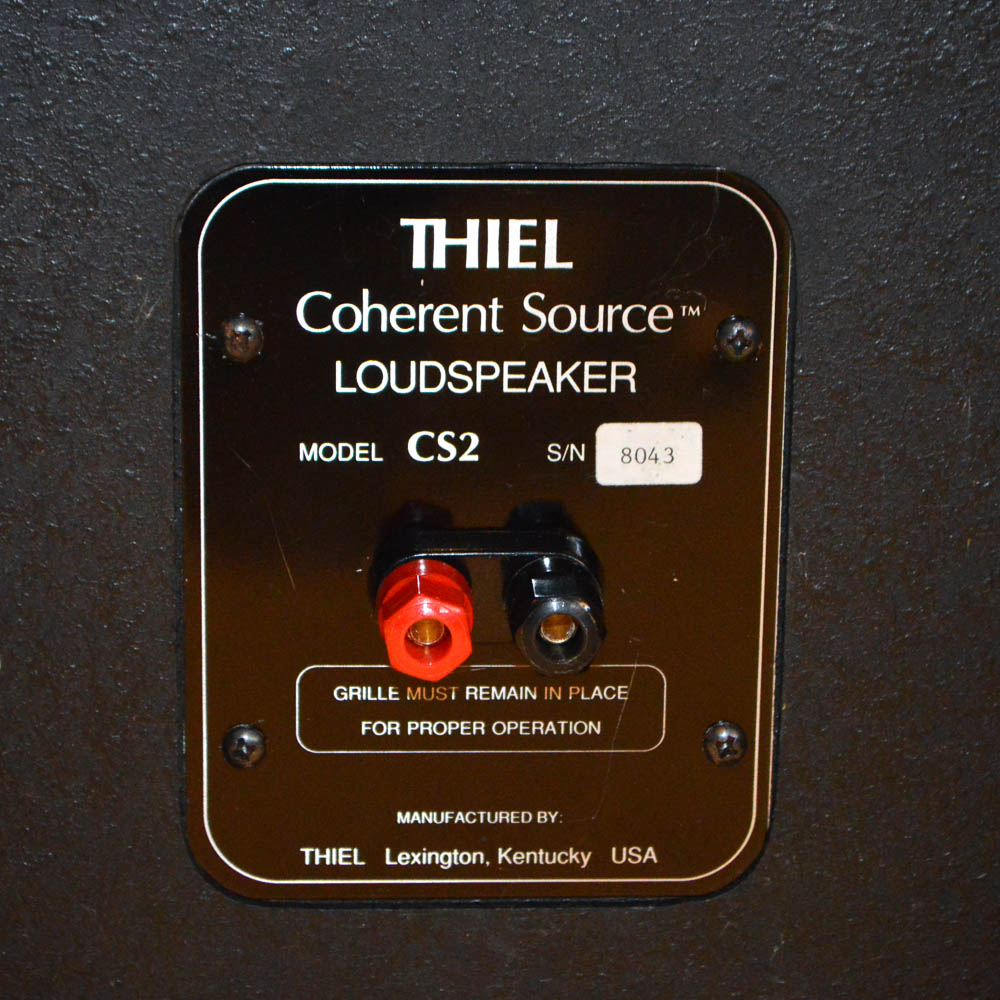 THIEL
Coherent Source™
LOUDSPEAKER
MODEL CS2 S/N 8043
GRILLE MUST REMAIN IN PLACE
FOR PROPER OPERATION
MANUFACTURED BY:
THIEL Lexington, Kentucky USA